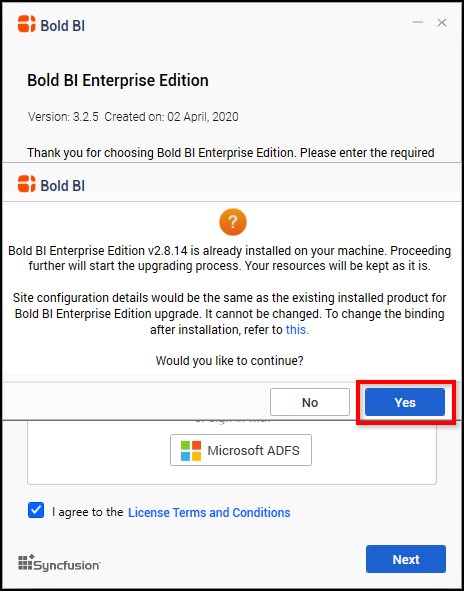 Bold BI
Bold BI Enterprise Edition
Version: 3.2.5 Created on: 02 April, 2020
Thank you for choosing Bold BI Enterprise Edition. Please enter the required
Bold BI
?
Bold BI Enterprise Edition v2.8.14 is already installed on your machine. Proceeding
further will start the upgrading process. Your resources will be kept as it is.
Site configuration details would be the same as the existing installed product for
Bold BI Enterprise Edition upgrade. It cannot be changed. To change the binding
after installation, refer to this.
Would you like to continue?
No Yes
Microsoft ADFS
I agree to the License Terms and Conditions
Syncfusion Next